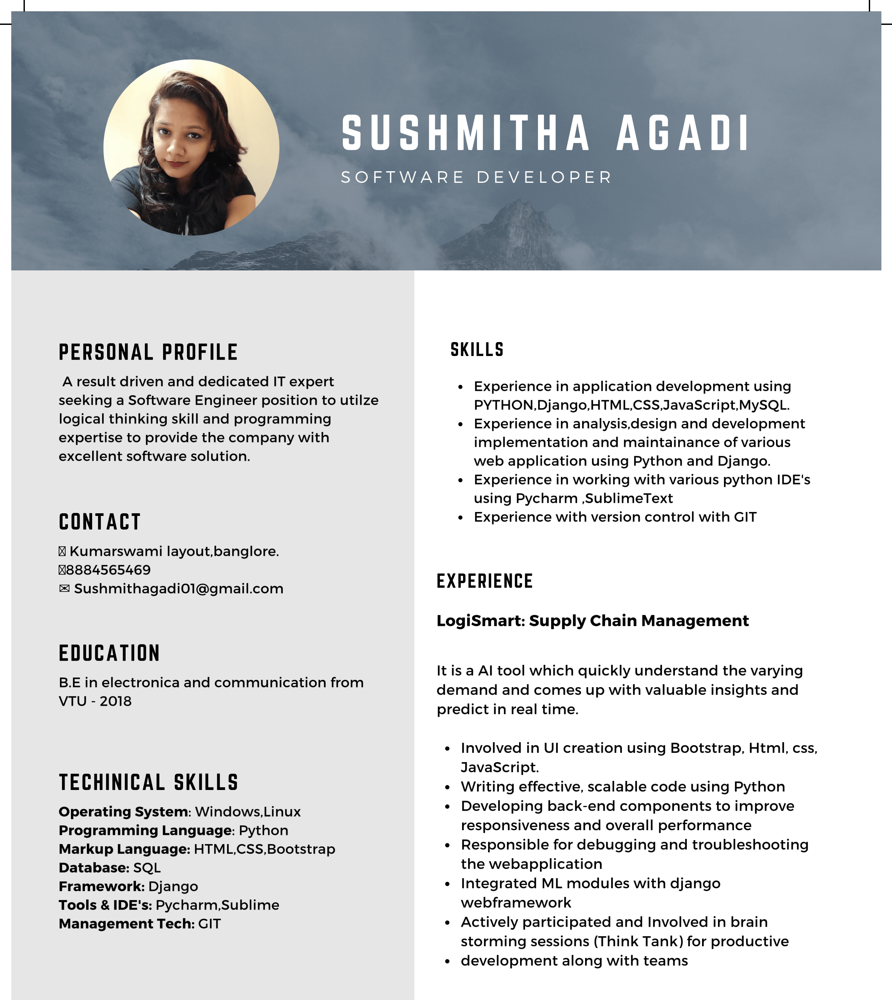 SUSHMITHA AGADI
SOFTWARE DEVELOPER
PERSONAL PROFILE
A result driven and dedicated IT expert
seeking a Software Engineer position to utilze
logical thinking skill and programming
expertise to provide the company with
excellent software solution.
CONTACT
Kumarswami layout,banglore.
8884565469
✉ Sushmithagadi01@gmail.com
EDUCATION
B.E in electronica and communication from
VTU - 2018
TECHINICAL SKILLS
Operating System: Windows,Linux
Programming Language: Python
Markup Language: HTML,CSS,Bootstrap
Database: SQL
Framework: Django
Tools & IDE's: Pycharm,Sublime
Management Tech: GIT
SKILLS
• Experience in application development using
PYTHON,Django,HTML,CSS,JavaScript,MySQL.
• Experience in analysis,design and development
implementation and maintainance of various
web application using Python and Django.
• Experience in working with various python IDE's
using Pycharm ,SublimeText
• Experience with version control with GIT
EXPERIENCE
LogiSmart: Supply Chain Management
It is a AI tool which quickly understand the varying
demand and comes up with valuable insights and
predict in real time.
• Involved in UI creation using Bootstrap, Html, css,
JavaScript.
• Writing effective, scalable code using Python
• Developing back-end components to improve
responsiveness and overall performance
• Responsible for debugging and troubleshooting
the webapplication
• Integrated ML modules with django
webframework
• Actively participated and Involved in brain
storming sessions (Think Tank) for productive
• development along with teams